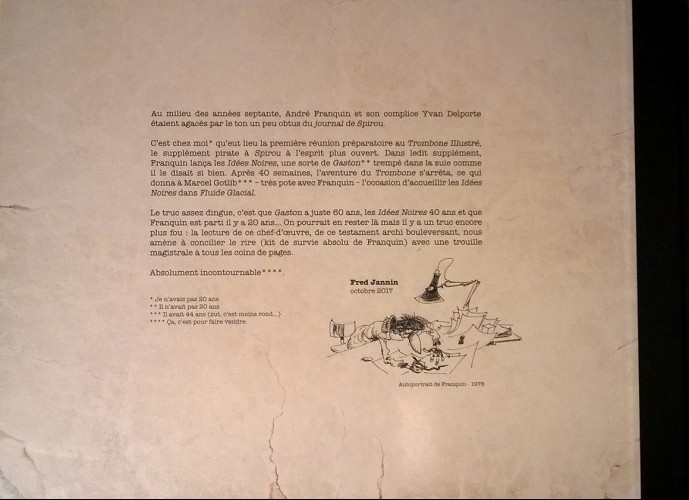 Au milieu des années septante, André Franquin et son complice Yvan Delporte
étaient agacés par le ton un peu obtus du journal de Spirou.
C'est chez moi* qu'eut lieu la première réunion préparatoire au Trombone Illustré,
le supplément pirate à Spirou à l'esprit plus ouvert. Dans ledit supplément,
Franquin lança les Idées Noires, une sorte de Gaston** trempé dans la suie comme
il le disait si bien. Après 40 semaines, l'aventure du Trombone s'arrêta, ce qui
donna à Marcel Gotlib*** – très pote avec Franquin – l'occasion d'accueillir les Idées
Noires dans Fluide Glacial.
Le truc assez dingue, c'est que Gaston a juste 60 ans, les Idées Noires 40 ans et que
Franquin est parti il y a 20 ans... On pourrait en rester là mais il y a un truc encore
plus fou : la lecture de ce chef-d'œuvre, de ce testament archi bouleversant, nous
amène à concilier le rire (kit de survie absolu de Franquin) avec une trouille
magistrale à tous les coins de pages.
Absolument incontournable****.
Fred Jannin
octobre 2017
* Je n'avais pas 20 ans
** Il n'avait pas 20 ans
*** Il avait 44 ans (zut, c'est moins rond...)
**** Ça, c'est pour faire vendre.
Autoportrait de Franquin - 1973